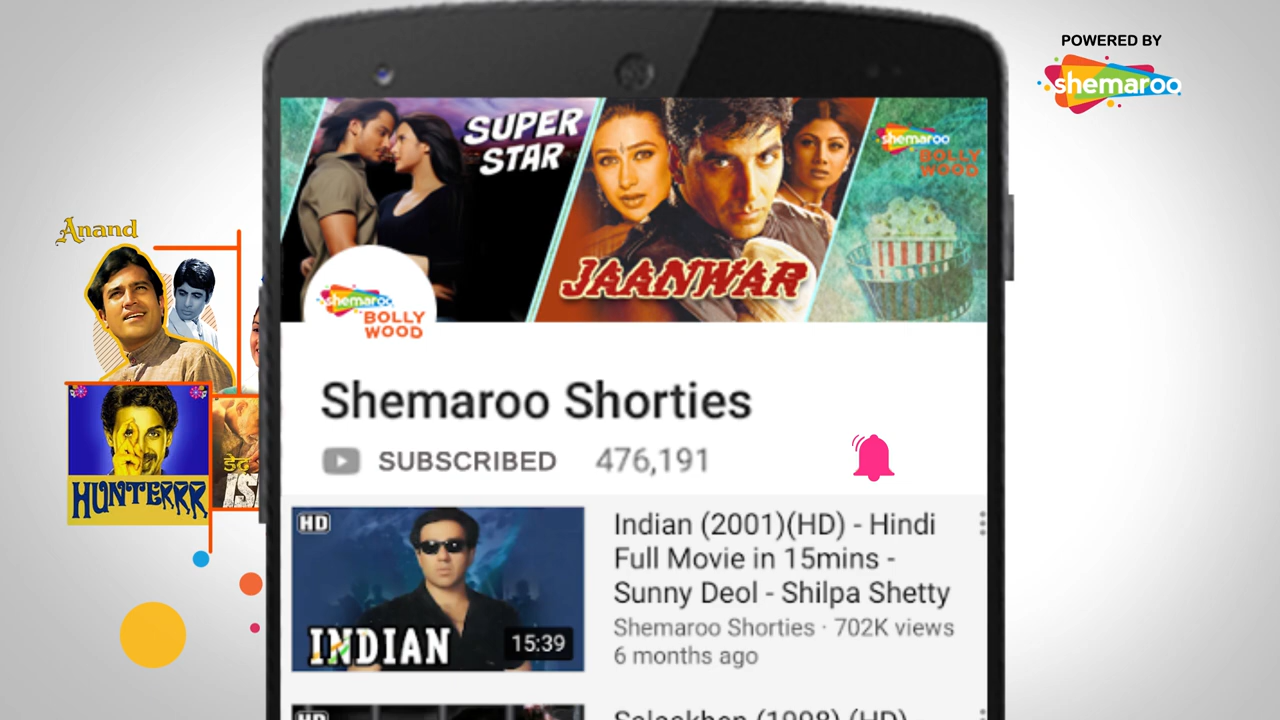 POWERED BY
shemaroo
SUPER
STAR
JAANWAR
shemaroo
BOLLY
WOOD
Anand
shemaroo
BOLLY
WOOD
HUNTERRR
डेढ़
IS
Shemaroo Shorties
SUBSCRIBED 476,191
HD
INDIAN
15:39
Indian (2001)(HD) - Hindi
Full Movie in 15mins -
Sunny Deol - Shilpa Shetty
Shemaroo Shorties · 702K views
6 months ago
HD